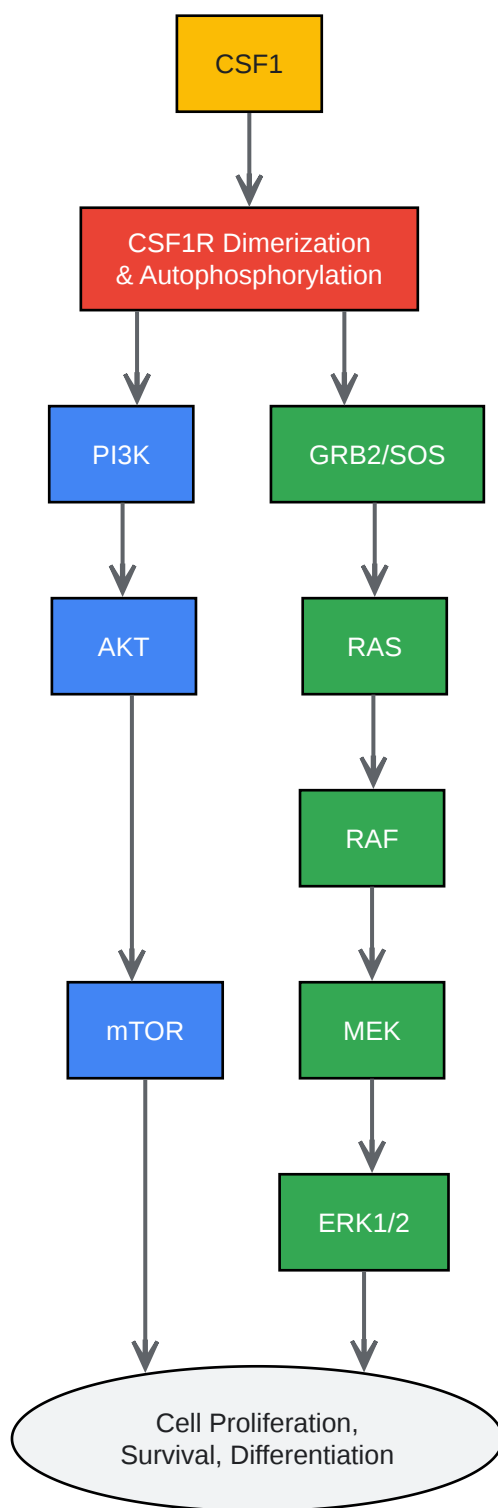 CSF1
CSF1R Dimerization
& Autophosphorylation
PI3K
GRB2/SOS
AKT
RAS
RAF
mTOR
MEK
ERK1/2
Cell Proliferation,
Survival, Differentiation